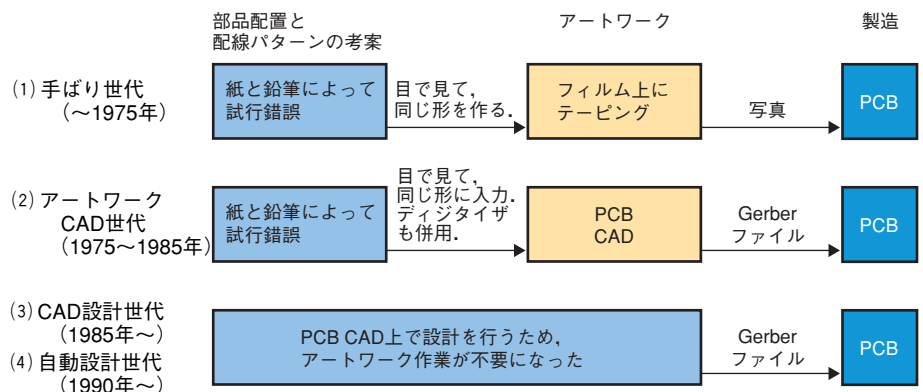 部品配置と
配線パターンの考案
アートワーク
製造
(1) 手ばり世代
(～1975年)
紙と鉛筆によって
試行錯誤
目で見て,
同じ形を作る.
フィルム上に
テーピング
写真
PCB
(2) アートワーク
CAD世代
(1975～1985年)
紙と鉛筆によって
試行錯誤
目で見て,
同じ形に入力.
ディジタイザ
も併用.
PCB
CAD
Gerber
ファイル
PCB
(3) CAD設計世代
(1985年～)
(4) 自動設計世代
(1990年～)
PCB CAD上で設計を行うため,
アートワーク作業が不要になった
Gerber
ファイル
PCB